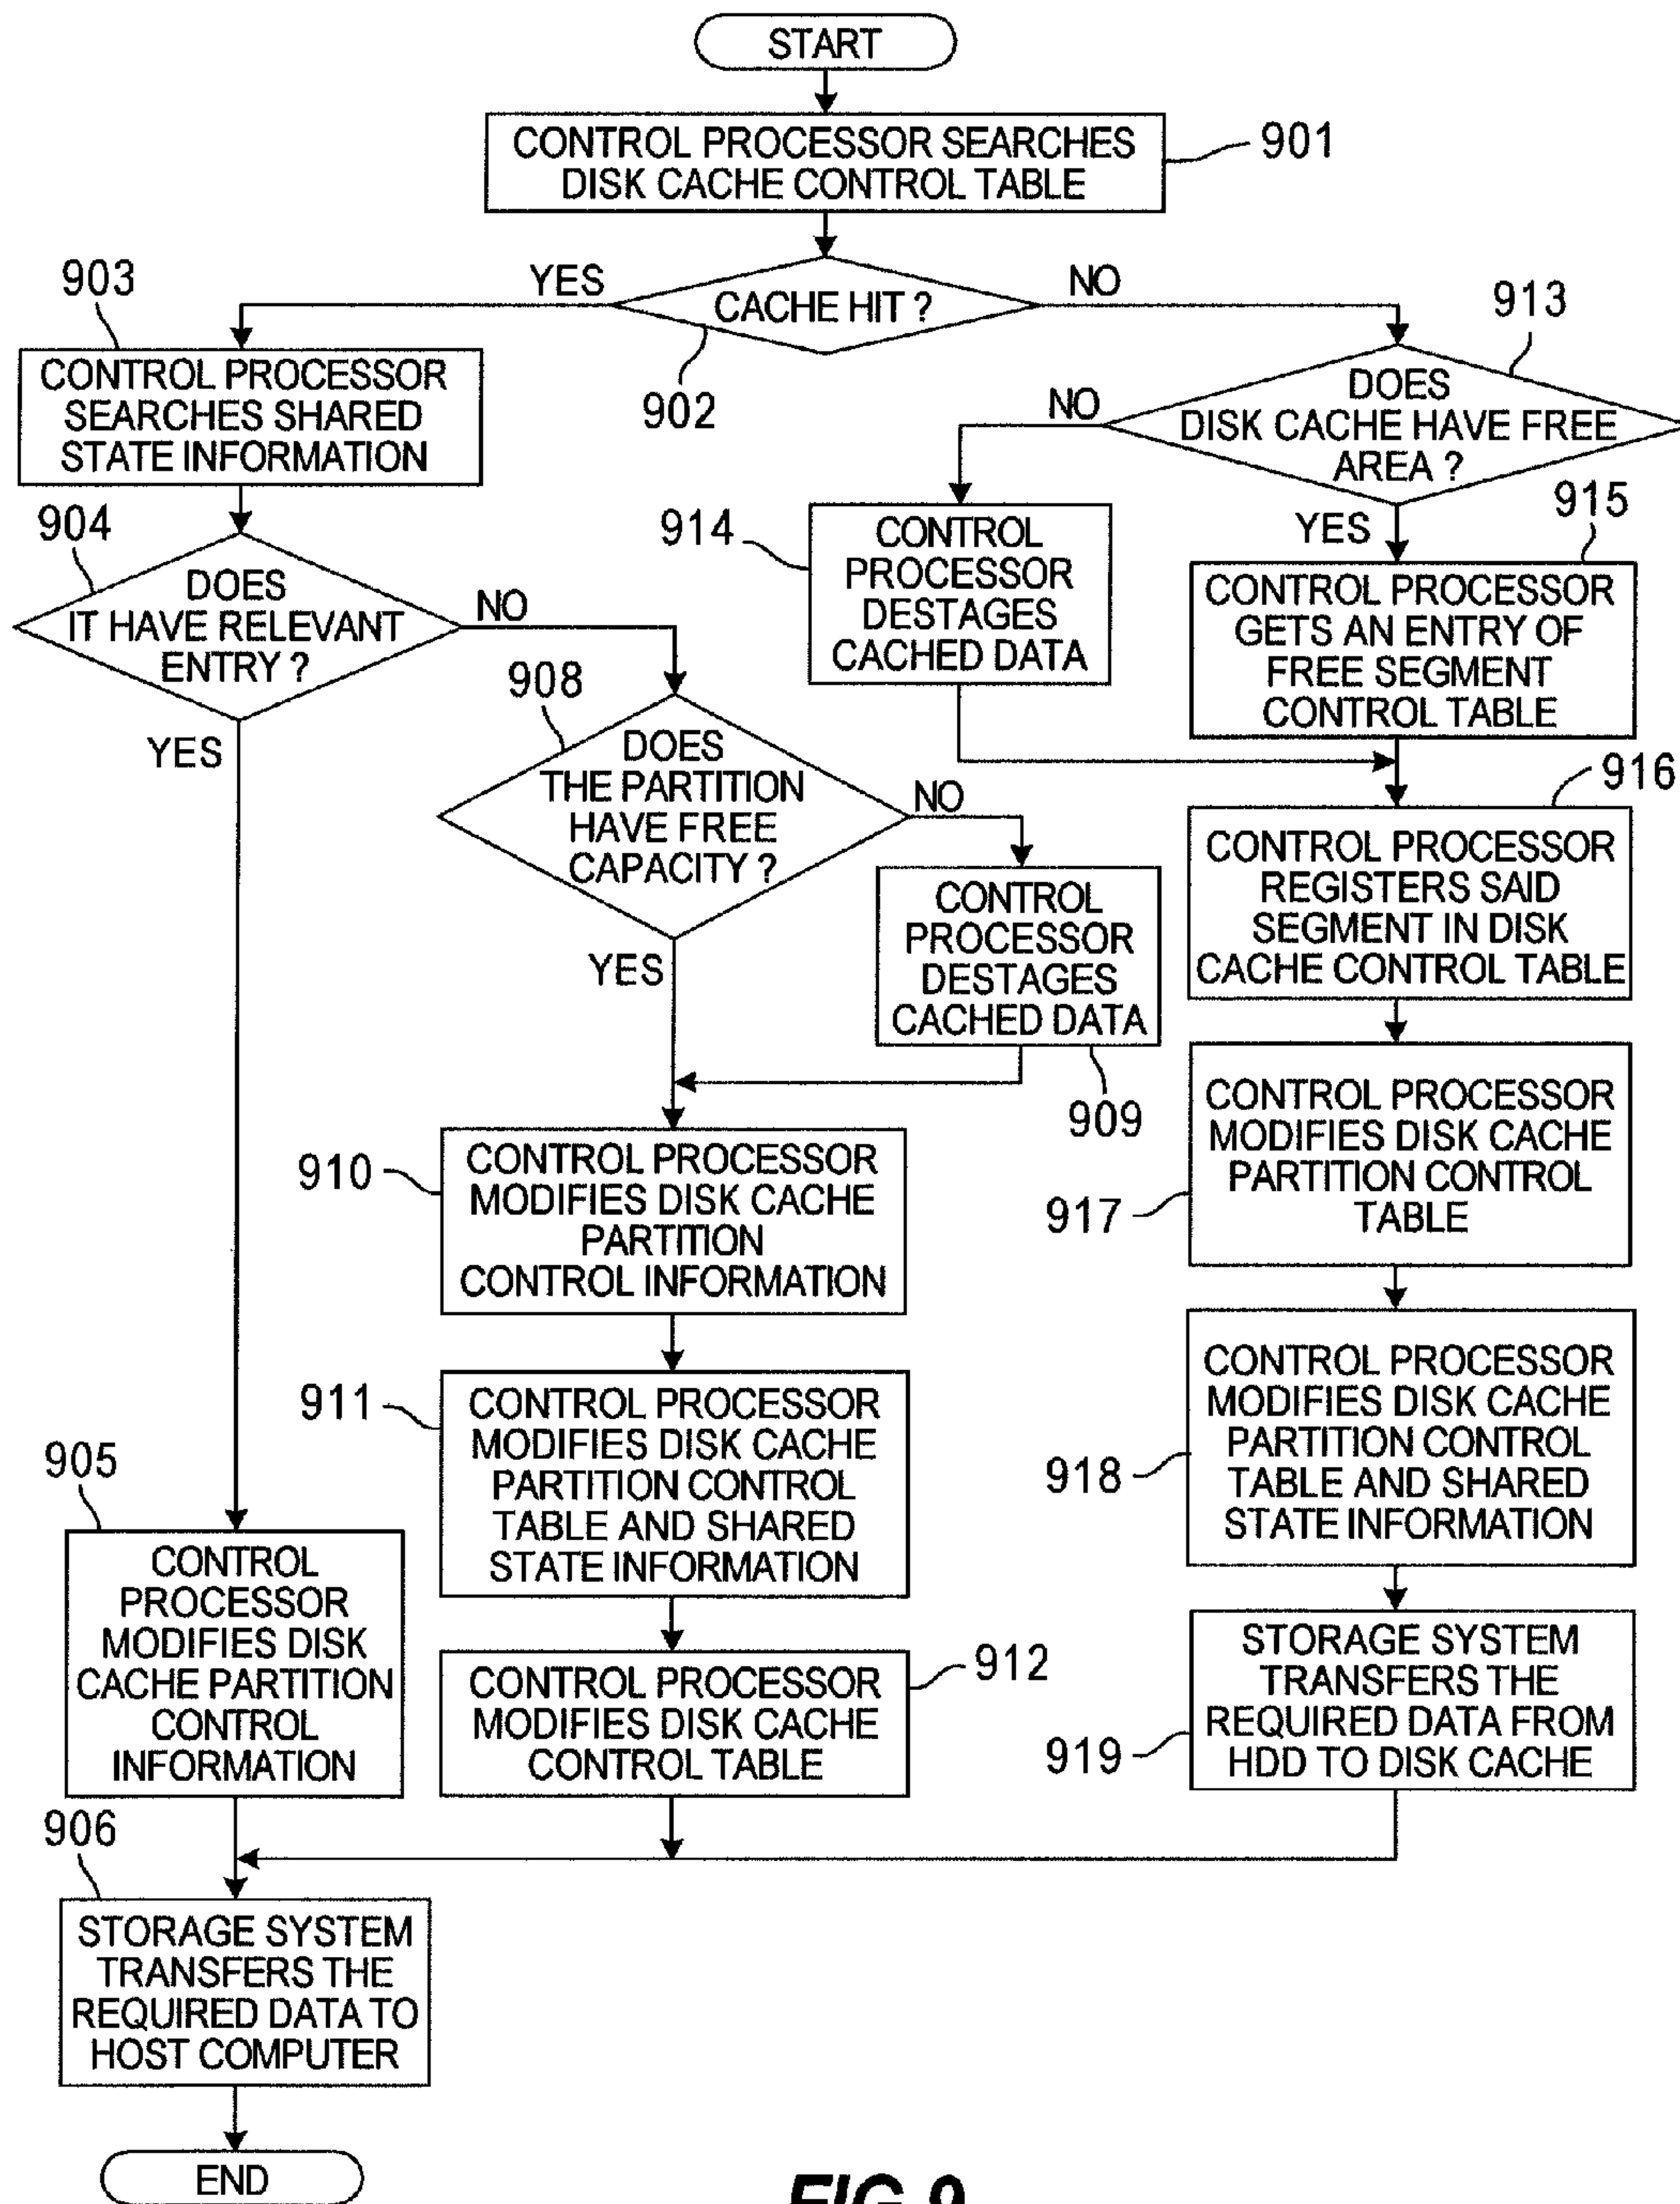 START
CONTROL PROCESSOR SEARCHES
DISK CACHE CONTROL TABLE
901
CACHE HIT ?
YES
NO
902
903
CONTROL PROCESSOR
SEARCHES SHARED
STATE INFORMATION
904
DOES
IT HAVE RELEVANT
ENTRY ?
NO
YES
913
DOES
DISK CACHE HAVE FREE
AREA ?
NO
YES
914
CONTROL
PROCESSOR
DESTAGES
CACHED DATA
915
CONTROL PROCESSOR
GETS AN ENTRY OF
FREE SEGMENT
CONTROL TABLE
908
DOES
THE PARTITION
HAVE FREE
CAPACITY ?
NO
YES
CONTROL
PROCESSOR
DESTAGES
CACHED DATA
909
916
CONTROL PROCESSOR
REGISTERS SAID
SEGMENT IN DISK
CACHE CONTROL TABLE
910
CONTROL PROCESSOR
MODIFIES DISK CACHE
PARTITION
CONTROL INFORMATION
917
CONTROL PROCESSOR
MODIFIES DISK CACHE
PARTITION CONTROL
TABLE
911
CONTROL PROCESSOR
MODIFIES DISK CACHE
PARTITION CONTROL
TABLE AND SHARED
STATE INFORMATION
918
CONTROL PROCESSOR
MODIFIES DISK CACHE
PARTITION CONTROL
TABLE AND SHARED
STATE INFORMATION
905
CONTROL
PROCESSOR
MODIFIES DISK
CACHE PARTITION
CONTROL
INFORMATION
912
CONTROL PROCESSOR
MODIFIES DISK CACHE
CONTROL TABLE
919
STORAGE SYSTEM
TRANSFERS THE
REQUIRED DATA FROM
HDD TO DISK CACHE
906
STORAGE SYSTEM
TRANSFERS THE
REQUIRED DATA TO
HOST COMPUTER
END
FIG.9